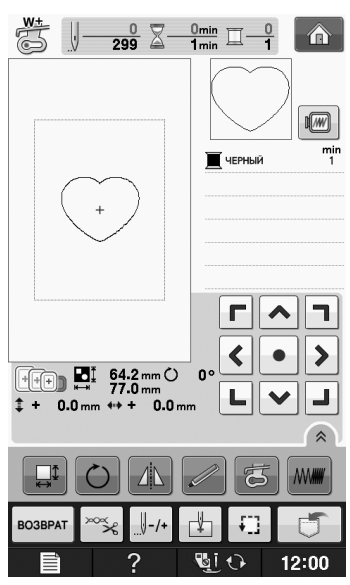 W+
0 0min 0
299 1min 1
min
ЧЕРНЫЙ 1
64.2 mm 0°
77.0 mm
+ 0.0 mm + 0.0 mm
ВОЗВРАТ -/+
? 12:00